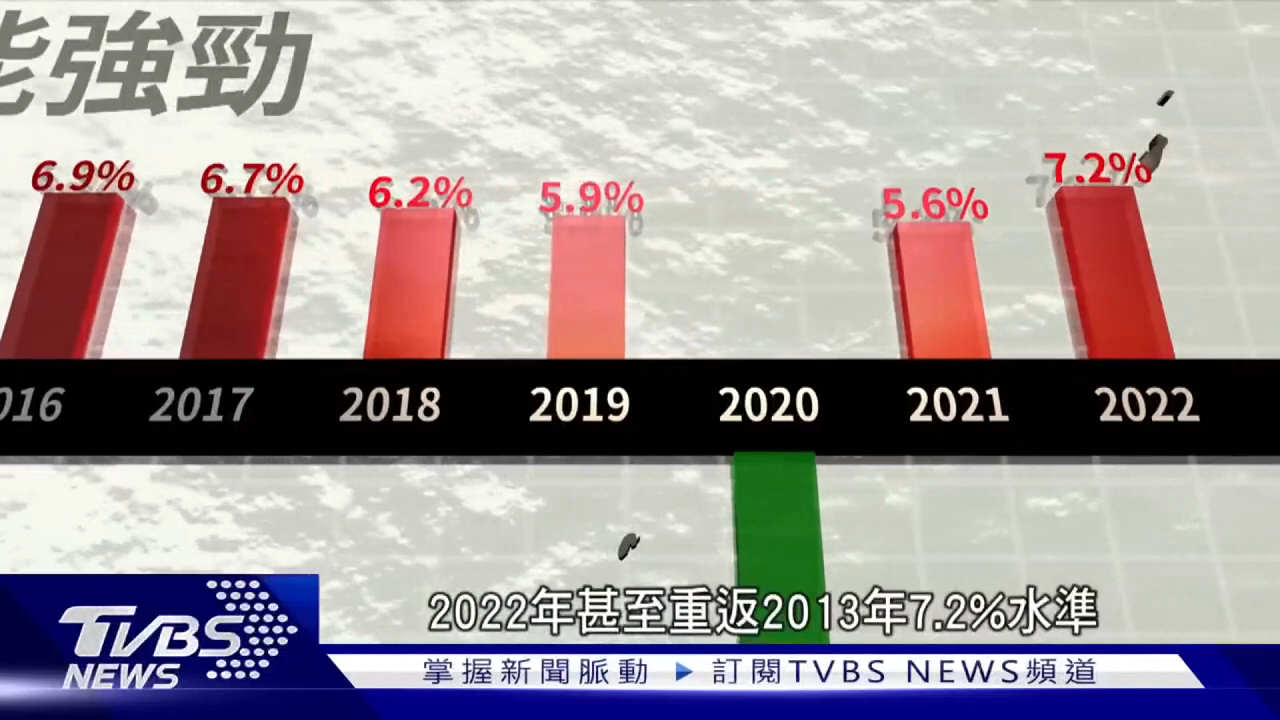 能強勁
6.9% 6.7% 6.2% 5.9% 5.6% 7.2%
2016 2017 2018 2019 2020 2021 2022
2022年甚至重返2013年7.2%水準
TVBS NEWS
掌握新聞脈動 ▶ 訂閱TVBS NEWS頻道